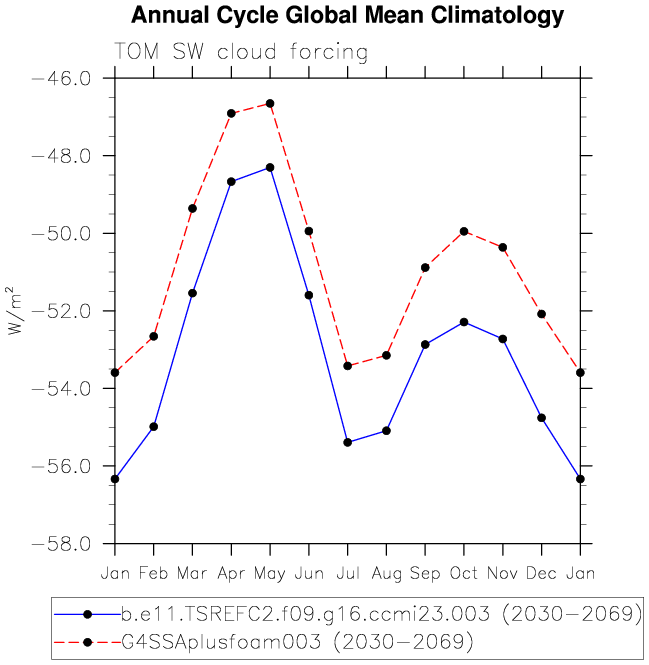 Annual Cycle Global Mean Climatology
TOM SW cloud forcing
−46.0
−48.0
−50.0
−52.0
−54.0
−56.0
−58.0
W/m²
Jan Feb Mar Apr May Jun Jul Aug Sep Oct Nov Dec Jan
b.e11.TSREFC2.f09.g16.ccmi23.003 (2030−2069)
G4SSAplusfoam003 (2030−2069)